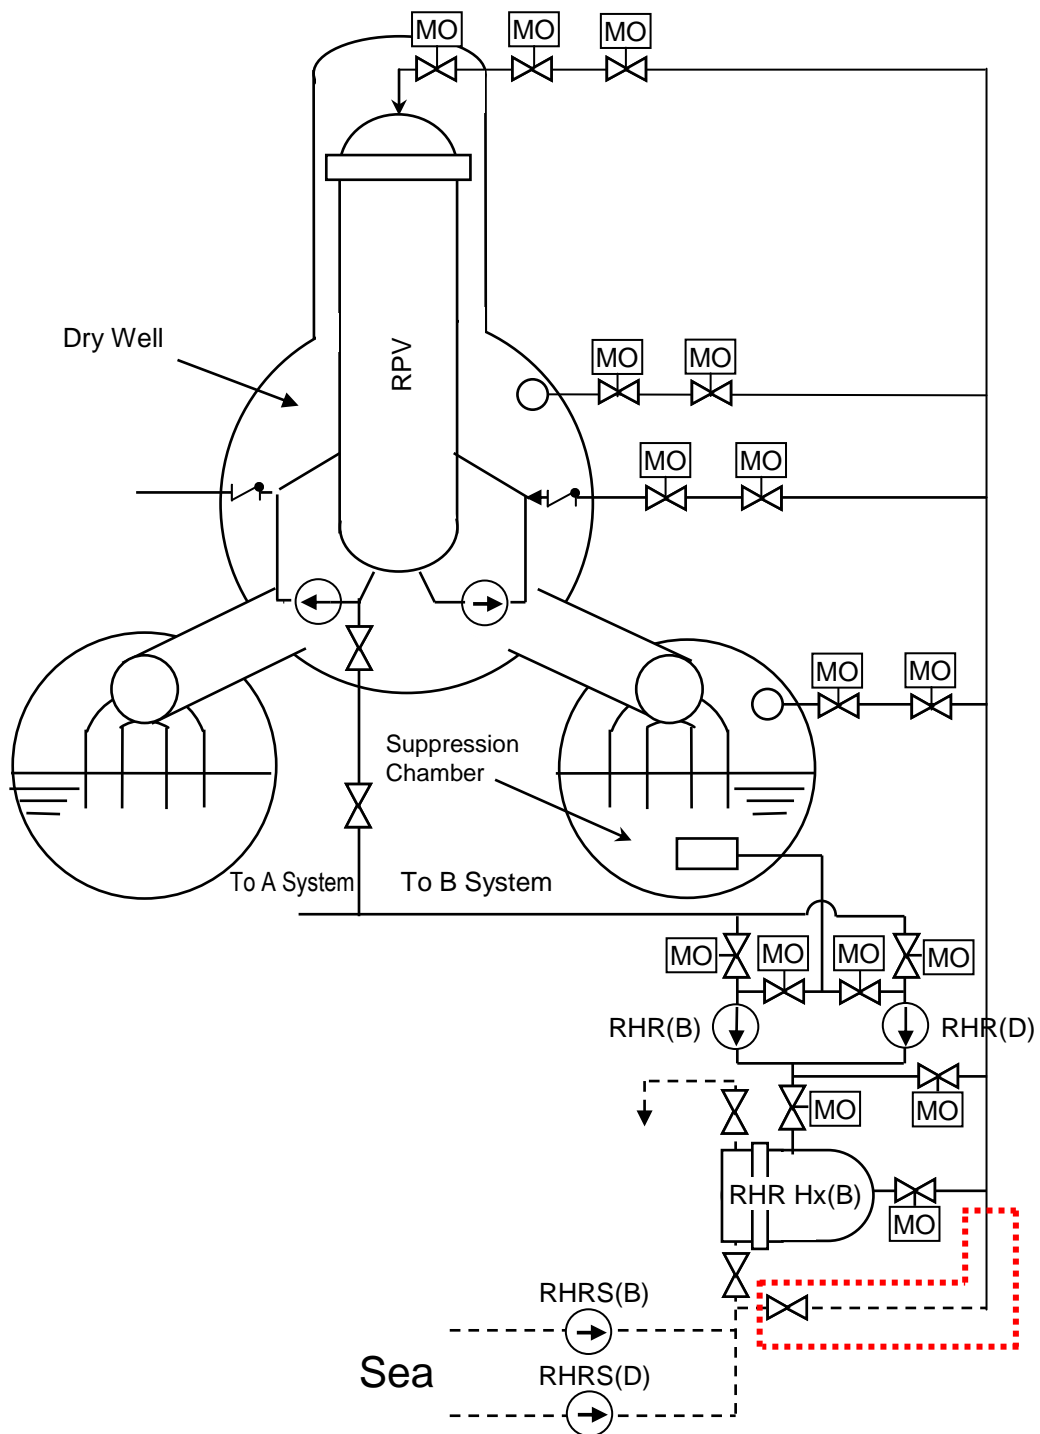 MO
MO
MO
Dry Well
RPV
MO
MO
MO
MO
MO
MO
Suppression
Chamber
To A System
To B System
MO
MO
MO
MO
RHR(B)
RHR(D)
MO
MO
RHR Hx(B)
MO
RHRS(B)
Sea
RHRS(D)